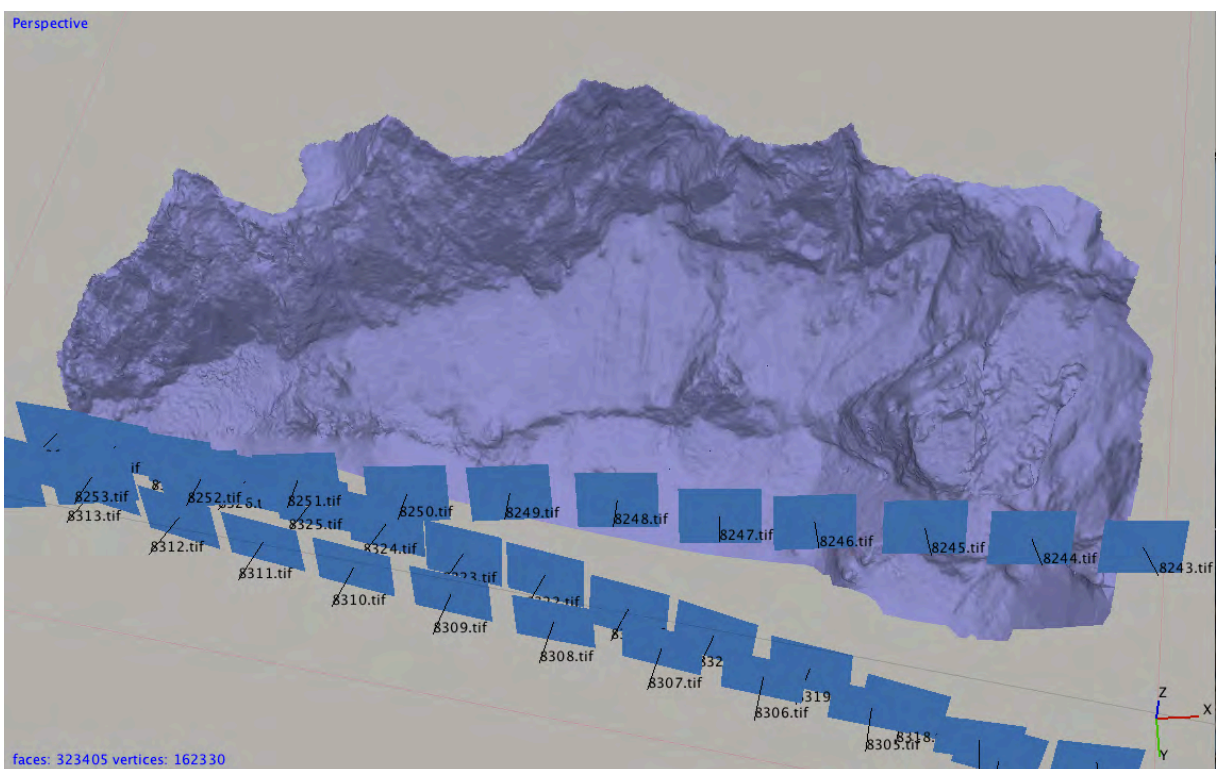 Perspective
8253.tif
8252.tif
8251.tif
8250.tif
8249.tif
8248.tif
8247.tif
8246.tif
8245.tif
8244.tif
8243.tif
8313.tif
8312.tif
8311.tif
8310.tif
8309.tif
8308.tif
8307.tif
8306.tif
8305.tif
8325.tif
8324.tif
Z
X
Y
faces: 323405 vertices: 162330